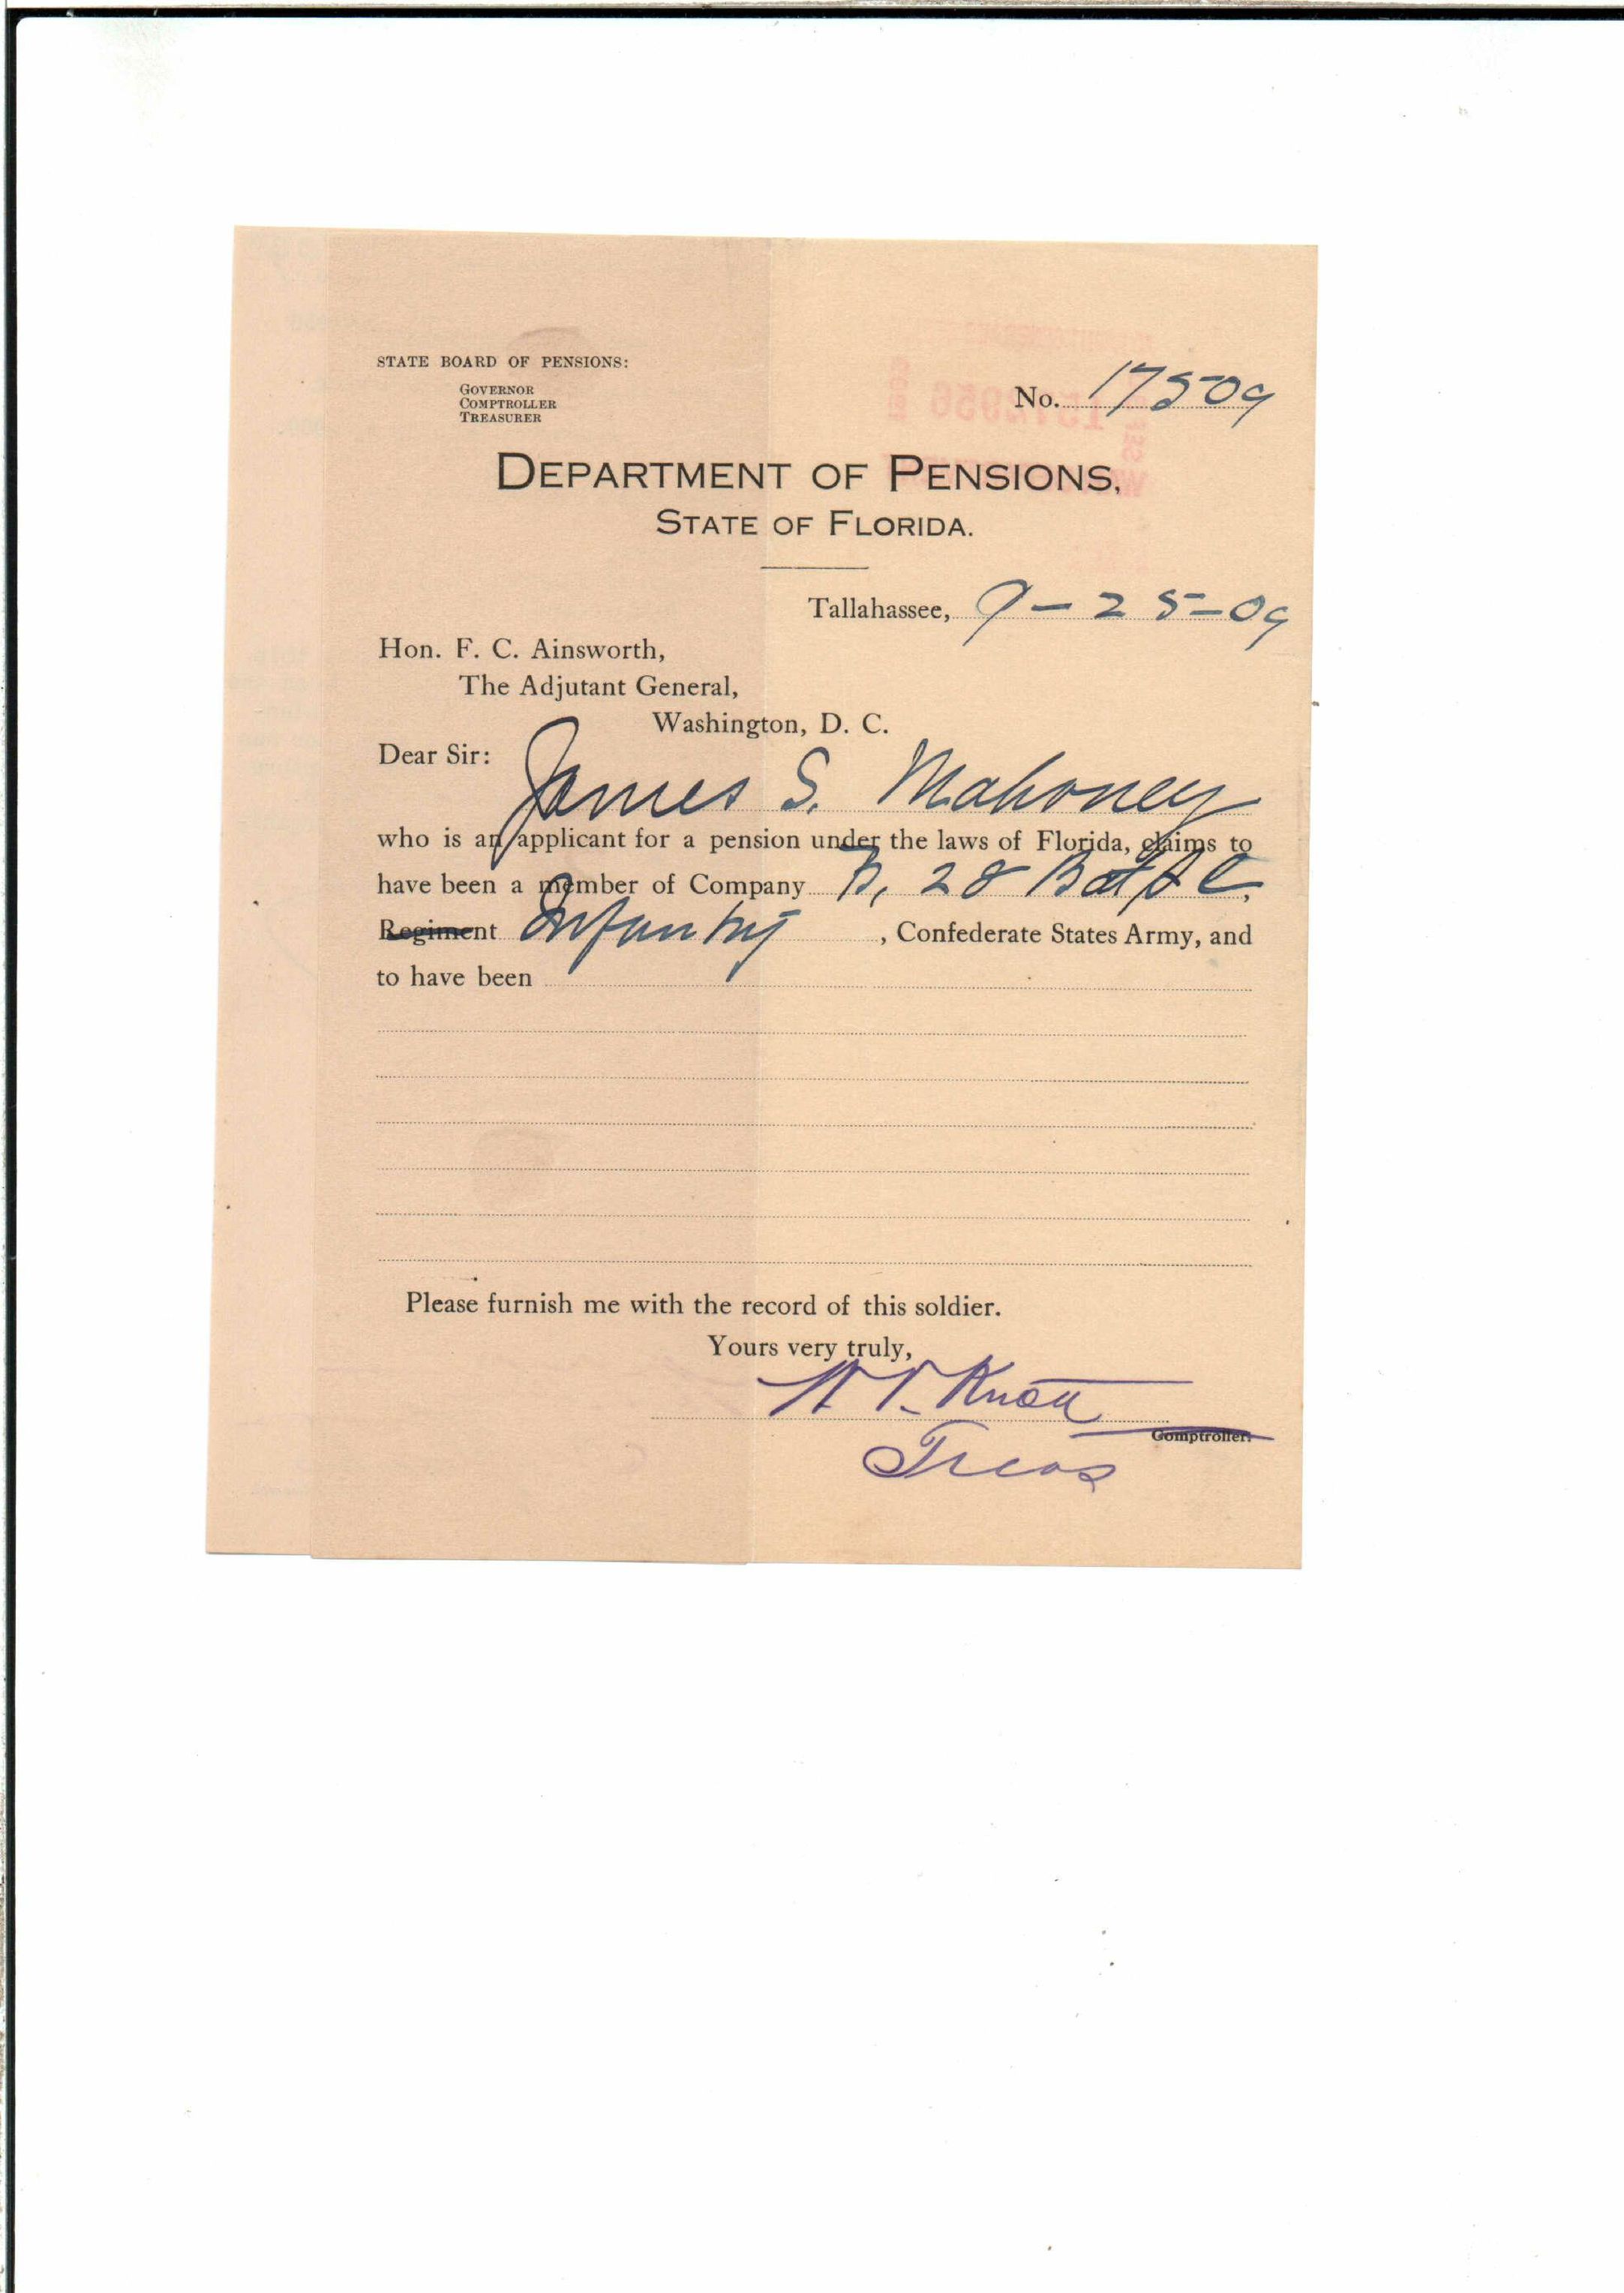 STATE BOARD OF PENSIONS:
GOVERNOR
COMPTROLLER
TREASURER
No. 17509
DEPARTMENT OF PENSIONS,
STATE OF FLORIDA.
Tallahassee, 9-25-09
Hon. F. C. Ainsworth,
The Adjutant General,
Washington, D. C.
Dear Sir:
James S. Mahoney
who is an applicant for a pension under the laws of Florida, claims to
have been a member of Company 28
Regiment Infantry, Confederate States Army, and
to have been
Please furnish me with the record of this soldier.
Yours very truly,
Knott
Comptroller.
Treas